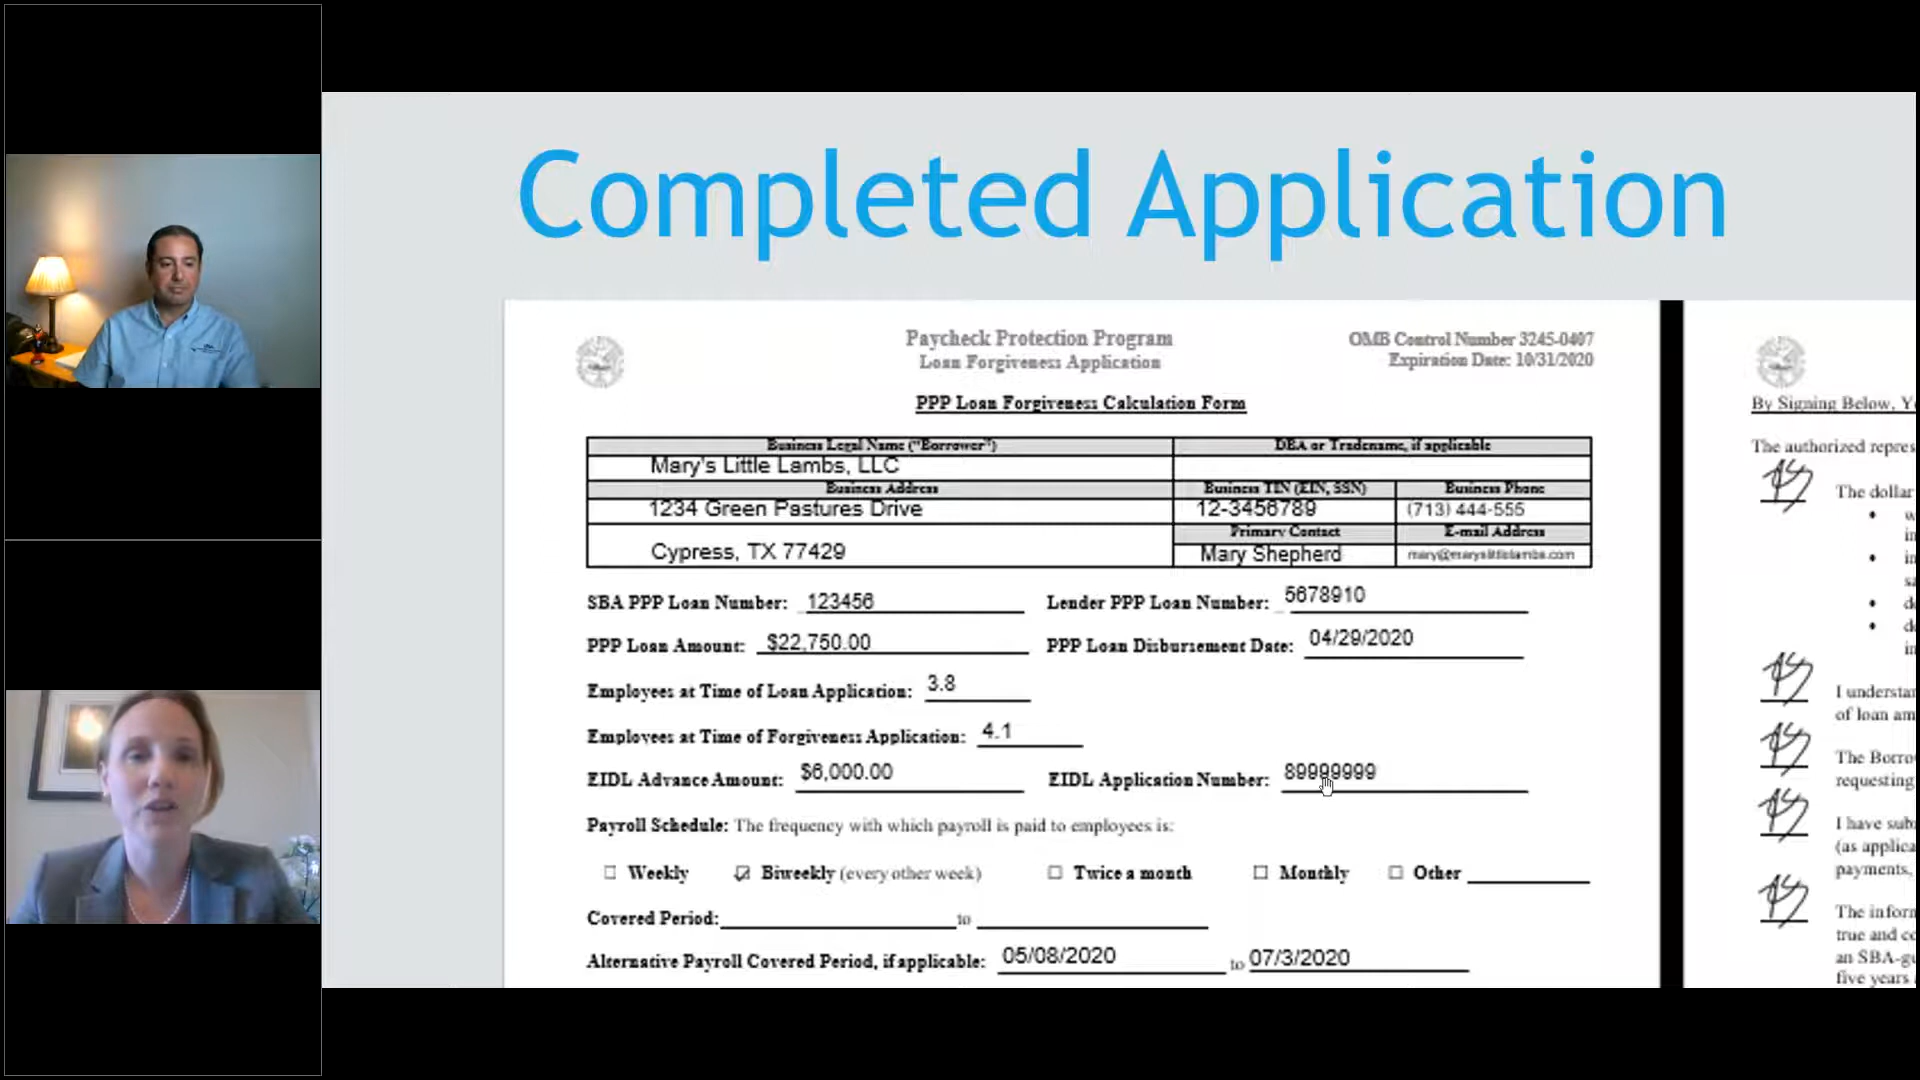 Completed Application
Paycheck Protection Program
Loan Forgiveness Application
OMB Control Number 3245-0407
Expiration Date: 10/31/2020
PPP Loan Forgiveness Calculation Form
Business Legal Name ("Borrower")
DBA or Tradename, if applicable
Mary's Little Lambs, LLC
Business Address
Business TIN (EIN, SSN)
Business Phone
1234 Green Pastures Drive
12-3456789
(713) 444-555
Primary Contact
E-mail Address
Cypress, TX 77429
Mary Shepherd
mary@maryslittlelambs.com
SBA PPP Loan Number: 123456
Lender PPP Loan Number: 5678910
PPP Loan Amount: $22,750.00
PPP Loan Disbursement Date: 04/29/2020
Employees at Time of Loan Application: 3.8
Employees at Time of Forgiveness Application: 4.1
EIDL Advance Amount: $6,000.00
EIDL Application Number: 89999999
Payroll Schedule: The frequency with which payroll is paid to employees is:
☐ Weekly ☑ Biweekly (every other week) ☐ Twice a month ☐ Monthly ☐ Other
Covered Period: to
Alternative Payroll Covered Period, if applicable: 05/08/2020 to 07/3/2020
By Signing Below, Y
The authorized repres
The dollar
I understa
of loan am
The Borro
requesting
I have sub
(as applica
payments,
The inform
true and co
an SBA-gu
five years